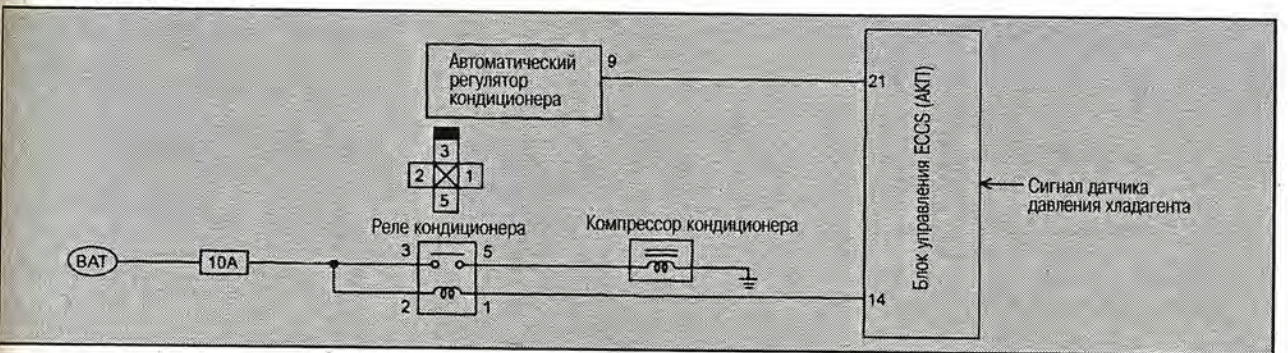 Автоматический
регулятор
кондиционера
9
21
Блок управления ECCS (АКП)
3
2 1
5
Сигнал датчика
давления хладагента
Реле кондиционера
Компрессор кондиционера
3 5
BAT
10A
2 1
14